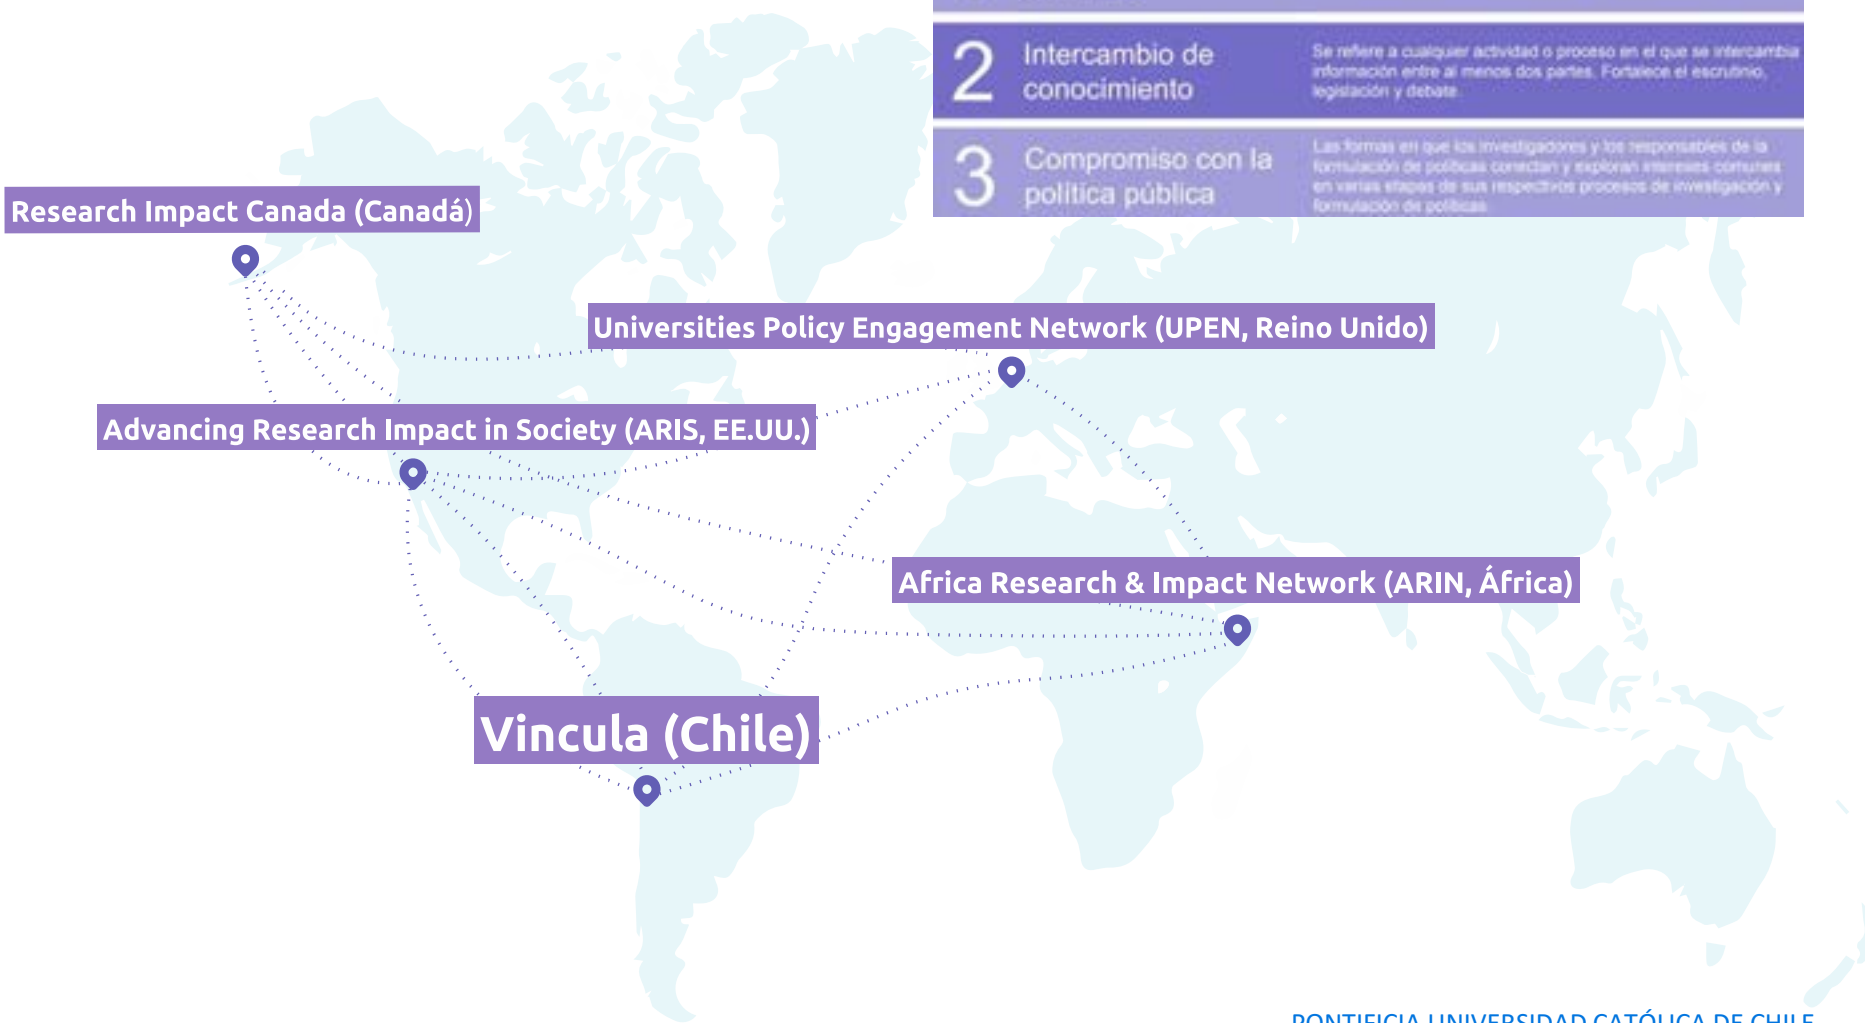 2
Intercambio de
conocimiento
Se refiere a cualquier actividad o proceso en el que se intercambia
información entre al menos dos partes. Fortalece el escrutinio,
legislación y debate.
3
Compromiso con la
política pública
Las formas en que los investigadores y los responsables de la
formulación de políticas conectan y exploran intereses comunes
en varias etapas de sus respectivos procesos de investigación y
formulación de políticas.
Research Impact Canada (Canadá)
Universities Policy Engagement Network (UPEN, Reino Unido)
Advancing Research Impact in Society (ARIS, EE.UU.)
Africa Research & Impact Network (ARIN, África)
Vincula (Chile)
PONTIFICIA UNIVERSIDAD CATÓLICA DE CHILE